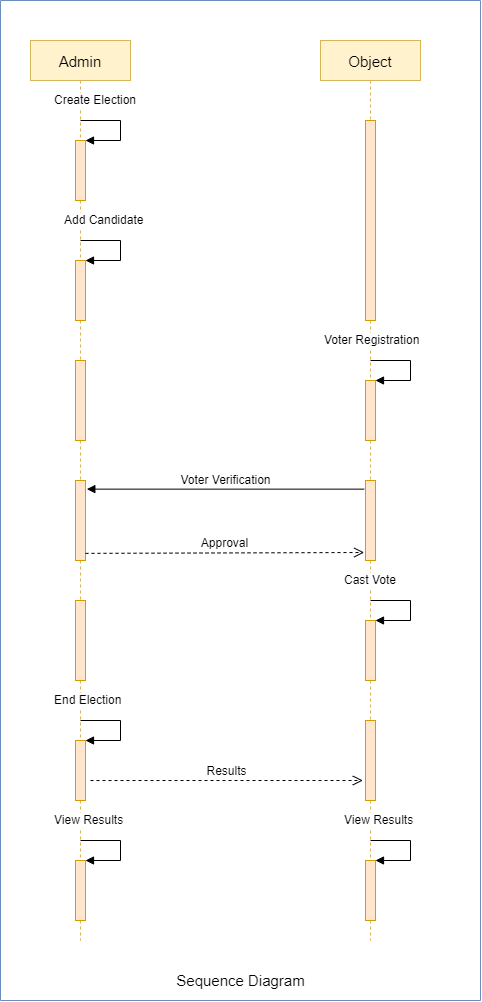 Admin
Object
Create Election
Add Candidate
Voter Registration
Voter Verification
Approval
Cast Vote
End Election
Results
View Results
View Results
Sequence Diagram